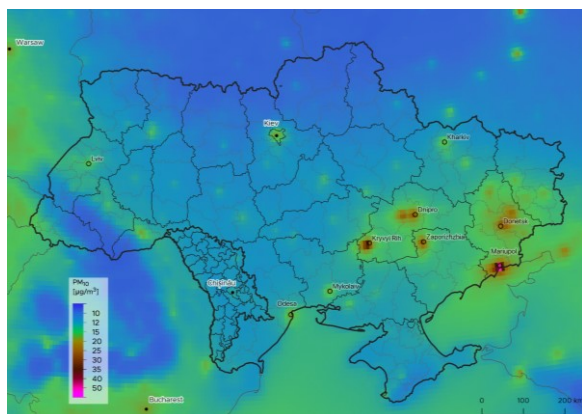 Warsaw
Kiev
Kharkiv
Lviv
Dnipro
Donetsk
Kryvyi Rih
Zaporizhzhia
Mariupol
Chișinău
Mykolaiv
Odesa
PM10
[µg/m³]
10
15
20
25
30
35
40
50
Bucharest
0 100 200 km